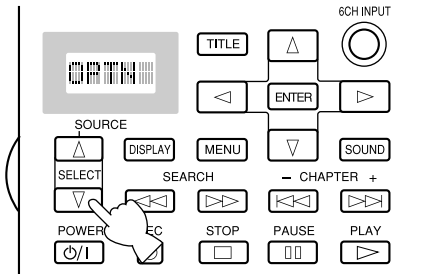 6CH INPUT
TITLE
OPTN
ENTER
SOURCE
DISPLAY MENU SOUND
SELECT
SEARCH – CHAPTER +
POWER STOP PAUSE PLAY
⏻/I